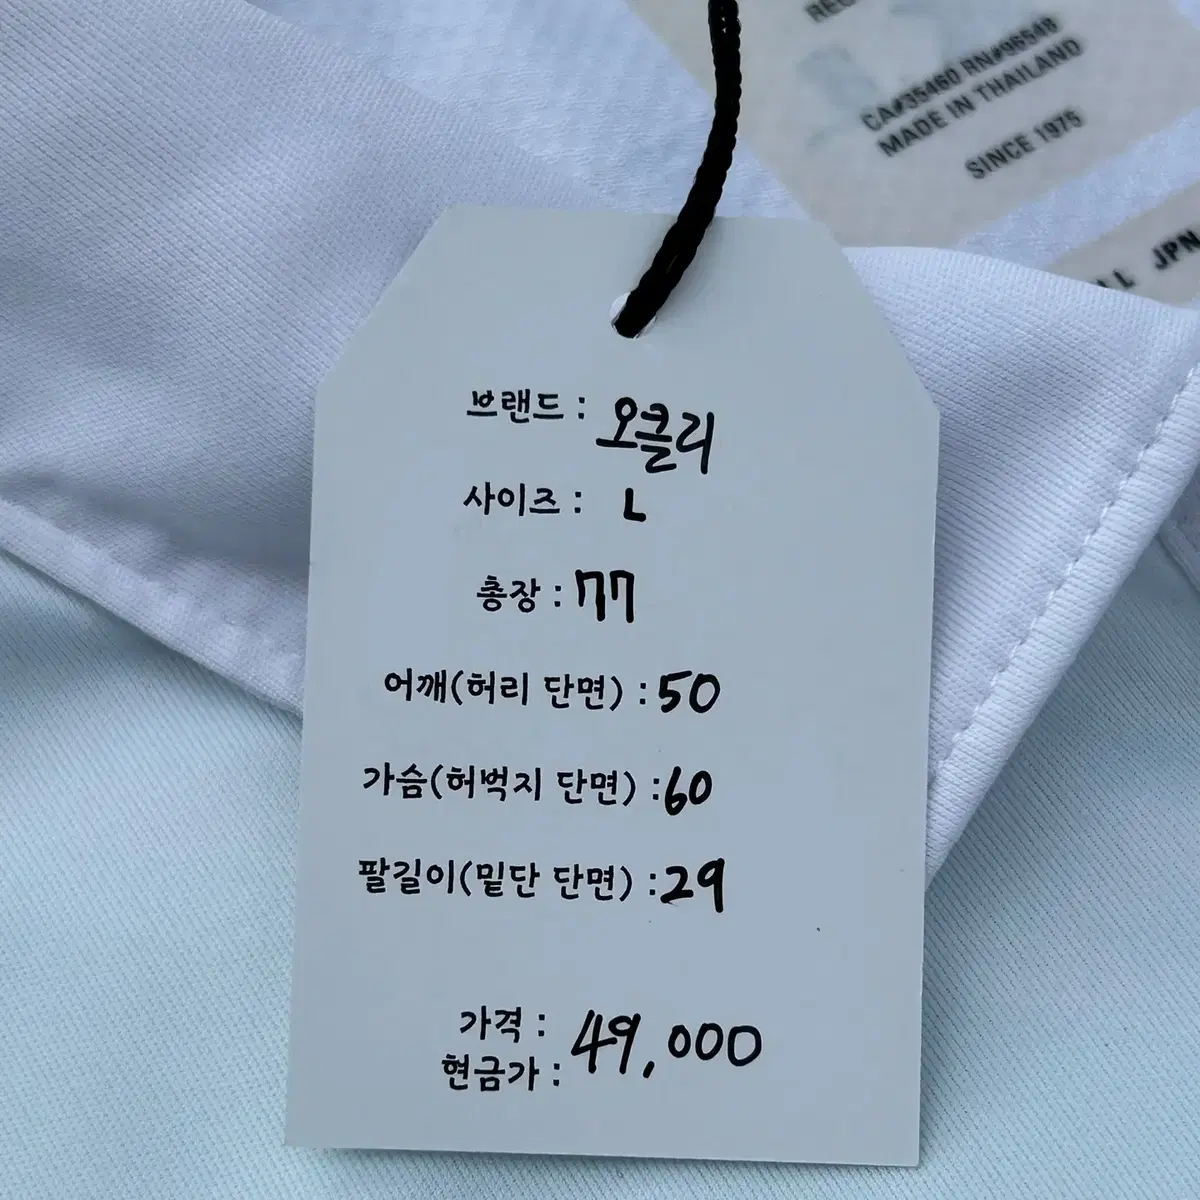 CA#35460 RN#96548
MADE IN THAILAND
SINCE 1975
L JPN
브랜드 : 오클리
사이즈 : L
총장 : 77
어깨(허리 단면) : 50
가슴(허벅지 단면) : 60
팔길이(밑단 단면) : 29
가격 : 49,000
현금가 :